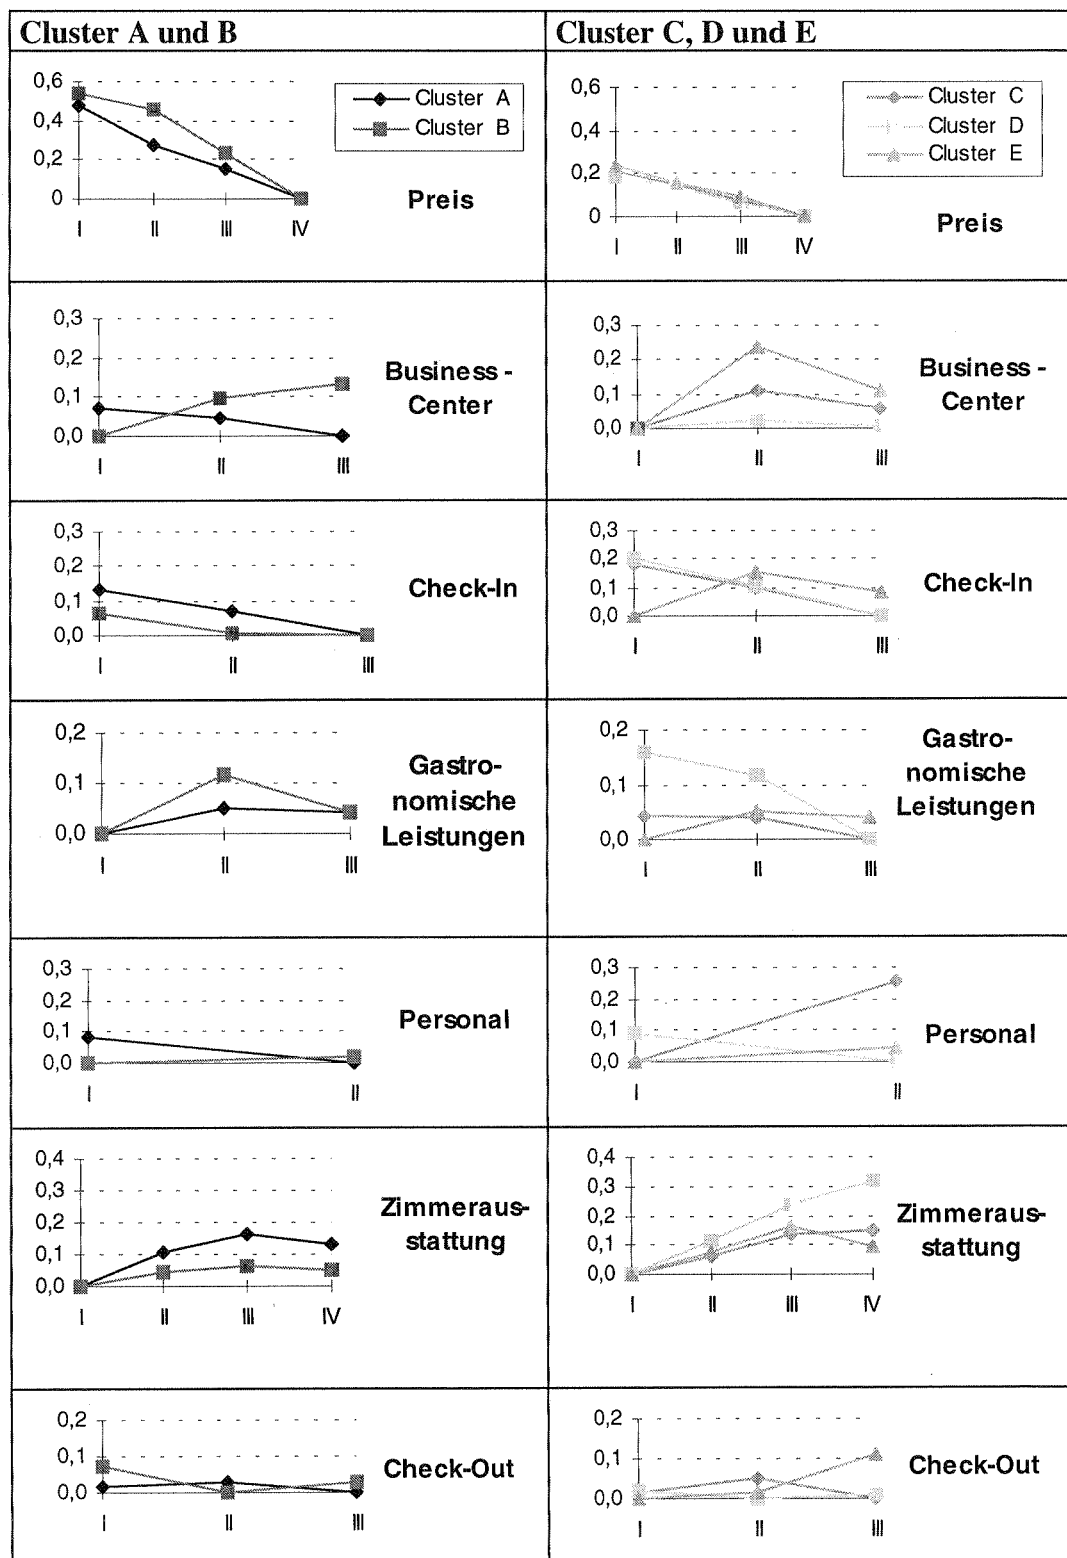 Cluster A und B
Cluster C, D und E
0,6
0,4
0,2
0
I II III IV
Cluster A
Cluster B
Preis
0,6
0,4
0,2
0
I II III IV
Cluster C
Cluster D
Cluster E
Preis
0,3
0,2
0,1
0,0
I II III
Business -
Center
0,3
0,2
0,1
0,0
I II III
Business -
Center
0,3
0,2
0,1
0,0
I II III
Check-In
0,3
0,2
0,1
0,0
I II III
Check-In
0,2
0,1
0,0
I II III
Gastro-
nomische
Leistungen
0,2
0,1
0,0
I II III
Gastro-
nomische
Leistungen
0,3
0,2
0,1
0,0
I II
Personal
0,3
0,2
0,1
0,0
I II
Personal
0,4
0,3
0,2
0,1
0,0
I II III IV
Zimmeraus-
stattung
0,4
0,3
0,2
0,1
0,0
I II III IV
Zimmeraus-
stattung
0,2
0,1
0,0
I II III
Check-Out
0,2
0,1
0,0
I II III
Check-Out